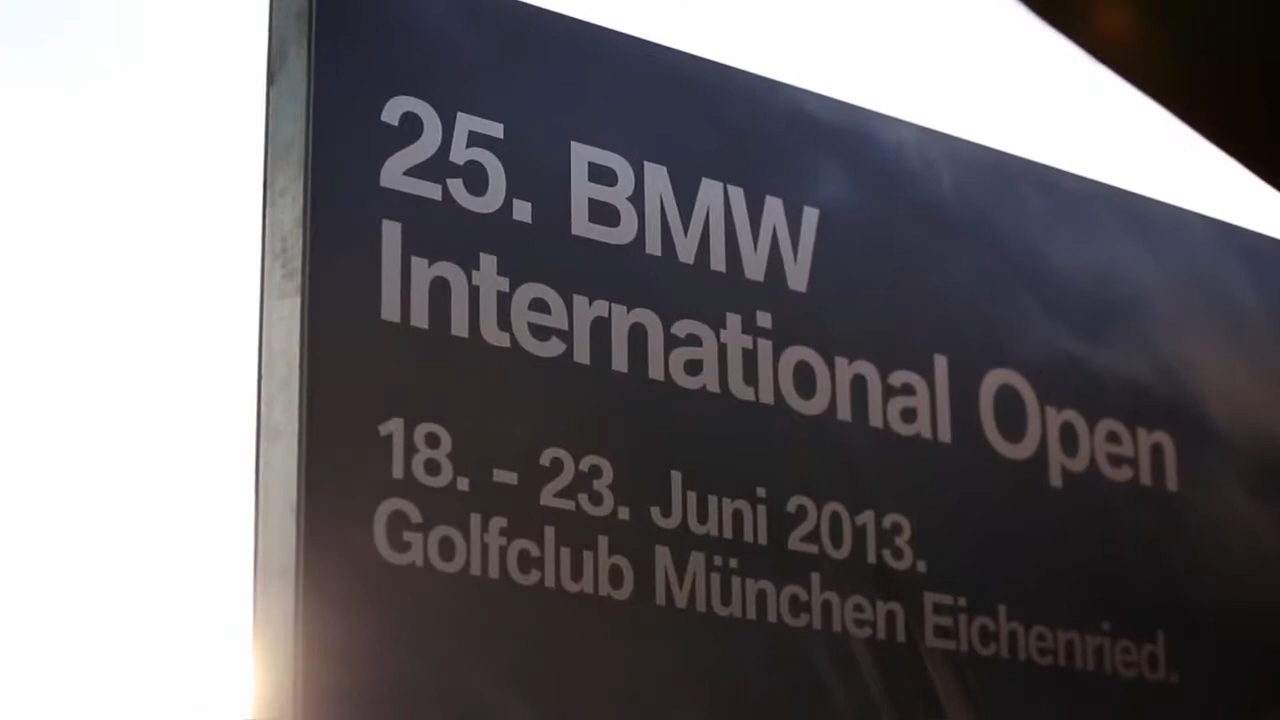 25. BMW
International Open
18. - 23. Juni 2013.
Golfclub München Eichenried.